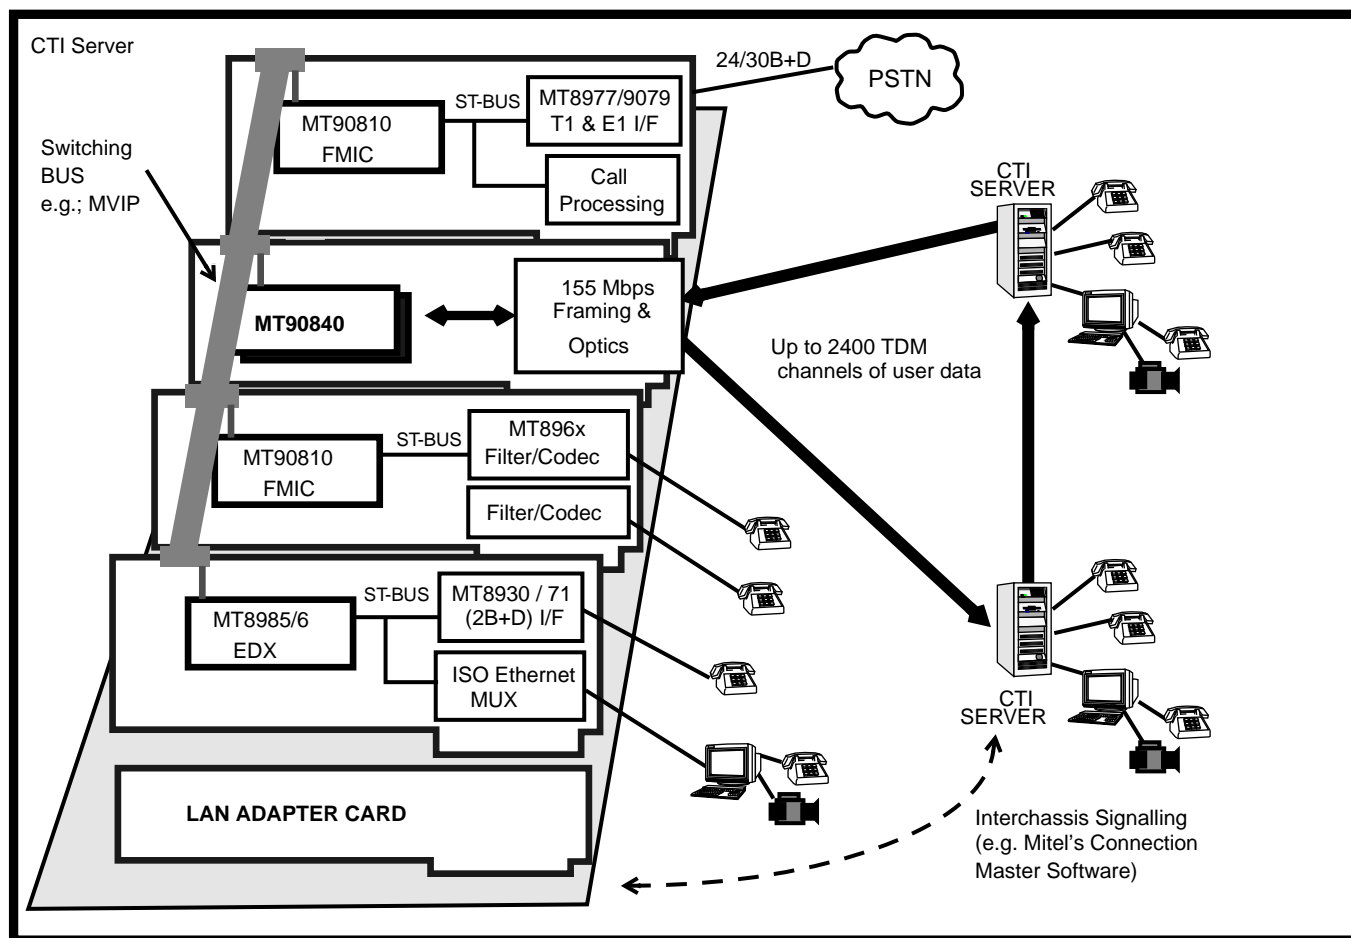 CTI Server
24/30B+D
PSTN
ST-BUS
MT8977/9079
T1 & E1 I/F
MT90810
FMIC
Call
Processing
Switching
BUS
e.g.; MVIP
CTI
SERVER
MT90840
155 Mbps
Framing &
Optics
Up to 2400 TDM
channels of user data
MT90810
FMIC
ST-BUS
MT896x
Filter/Codec
Filter/Codec
MT8985/6
EDX
ST-BUS
MT8930 / 71
(2B+D) I/F
ISO Ethernet
MUX
CTI
SERVER
LAN ADAPTER CARD
Interchassis Signalling
(e.g. Mitel's Connection
Master Software)